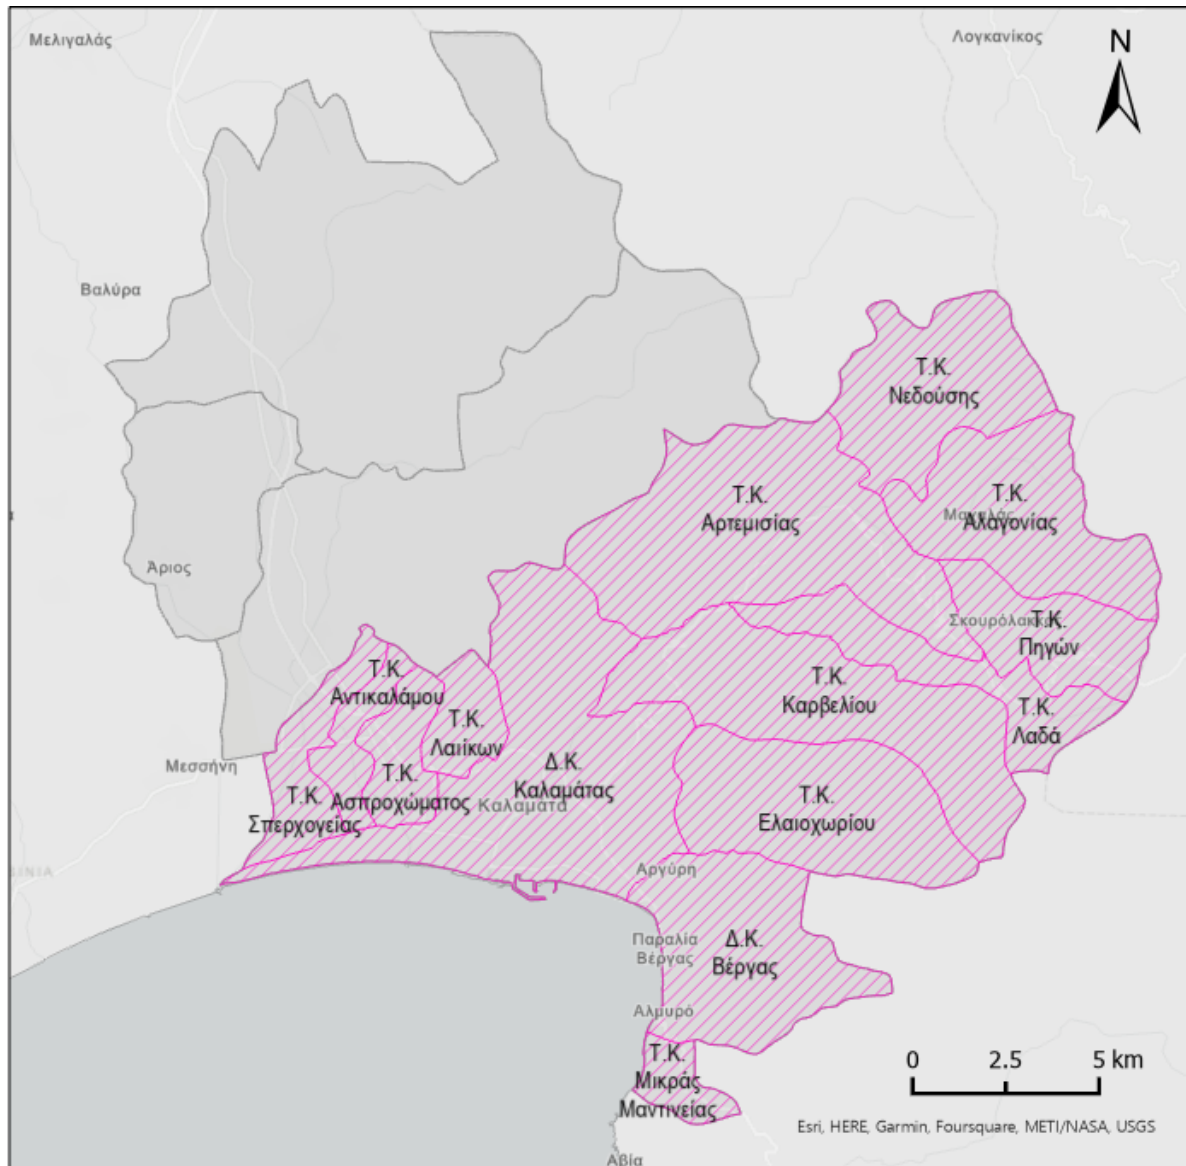 Μελιγαλάς
Λογκανίκος
N
Βαλύρα
Τ.Κ.
Νεδούσης
Τ.Κ.
Αλαγονίας
Τ.Κ.
Αρτεμισίας
Άριος
Τ.Κ.
Πηγών
Τ.Κ.
Αντικαλάμου
Τ.Κ.
Καρβελίου
Τ.Κ.
Λαδά
Τ.Κ.
Λαιίκων
Μεσσήνη
Δ.Κ.
Καλαμάτας
Τ.Κ.
Ασπροχώματος
Καλαμάτα
Τ.Κ.
Σπερχογείας
Τ.Κ.
Ελαιοχωρίου
Αργύρη
Παραλία
Βέργας
Δ.Κ.
Βέργας
Αλμυρό
Τ.Κ.
Μικράς
Μαντινείας
0 2.5 5 km
Esri, HERE, Garmin, Foursquare, METI/NASA, USGS
Αβία